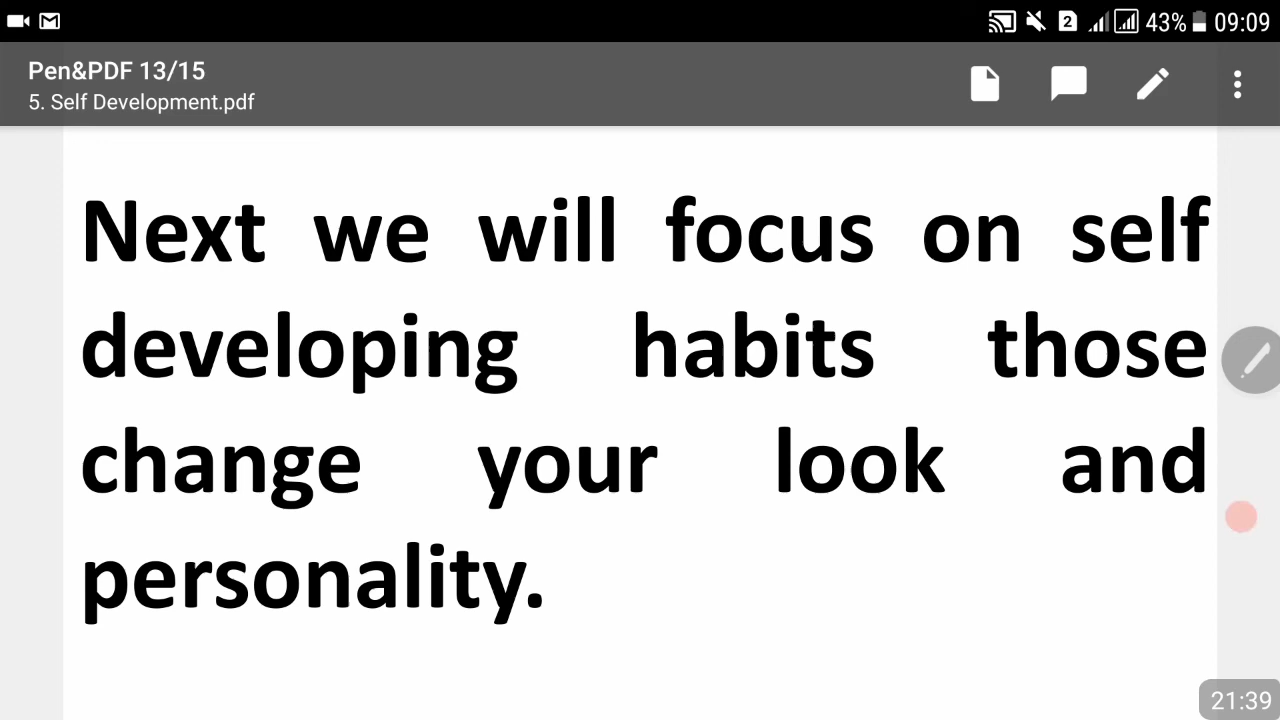 2 43% 09:09
Pen&PDF 13/15
5. Self Development.pdf
Next we will focus on self
developing habits those
change your look and
personality.
21:39